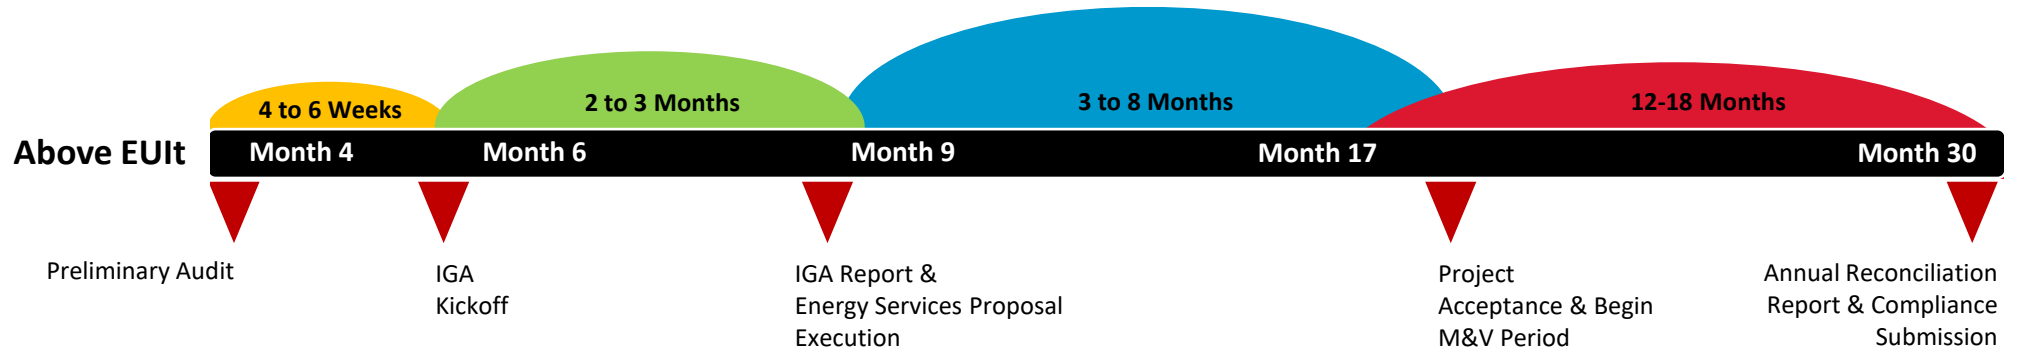 4 to 6 Weeks
2 to 3 Months
3 to 8 Months
12-18 Months
Above EUIt
Month 4
Month 6
Month 9
Month 17
Month 30
Preliminary Audit
IGA
Kickoff
IGA Report &
Energy Services Proposal
Execution
Project
Acceptance & Begin
M&V Period
Annual Reconciliation
Report & Compliance
Submission